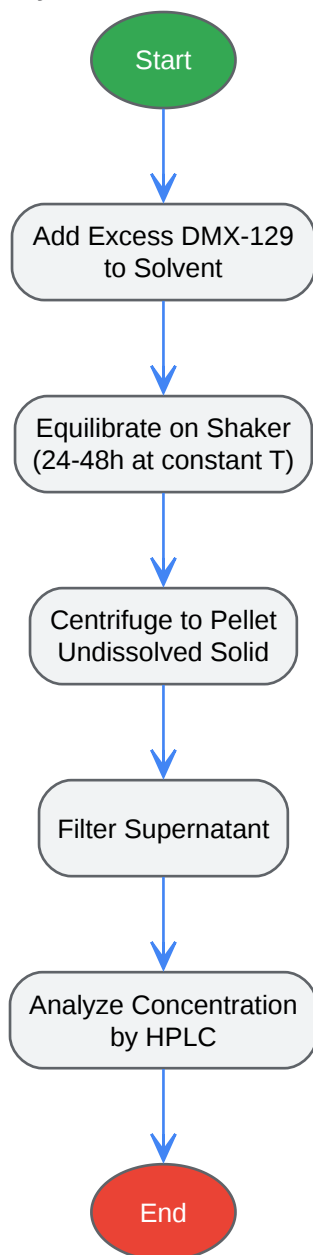 Start
Add Excess DMX-129
to Solvent
Equilibrate on Shaker
(24-48h at constant T)
Centrifuge to Pellet
Undissolved Solid
Filter Supernatant
Analyze Concentration
by HPLC
End